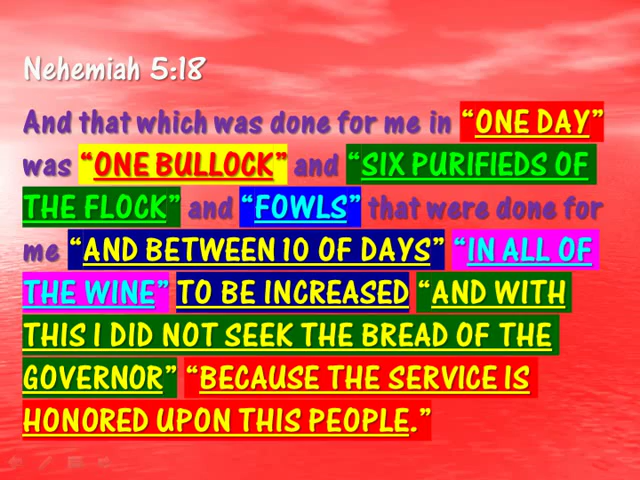 Nehemiah 5:18
And that which was done for me in “ONE DAY”
was “ONE BULLOCK” and “SIX PURIFIEDS OF
THE FLOCK” and “FOWLS” that were done for
me “AND BETWEEN 10 OF DAYS” “IN ALL OF
THE WINE” TO BE INCREASED “AND WITH
THIS I DID NOT SEEK THE BREAD OF THE
GOVERNOR” “BECAUSE THE SERVICE IS
HONORED UPON THIS PEOPLE.”